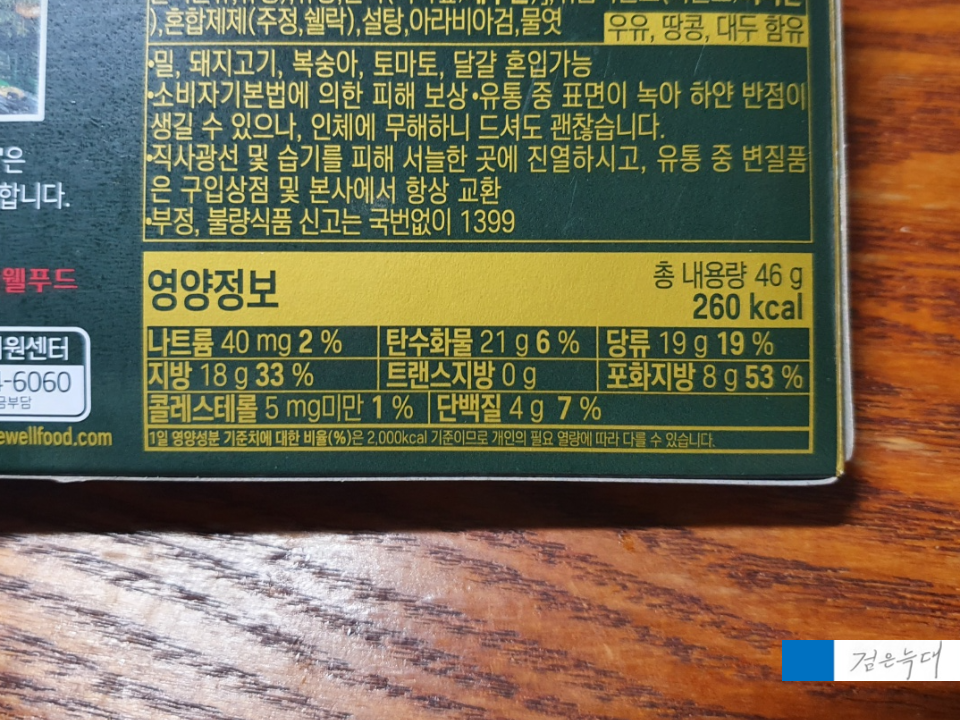 ),혼합제제(주정,쉘락),설탕,아라비아검,물엿
우유, 땅콩, 대두 함유
•밀, 돼지고기, 복숭아, 토마토, 달걀 혼입가능
•소비자기본법에 의한 피해 보상 •유통 중 표면이 녹아 하얀 반점이
생길 수 있으나, 인체에 무해하니 드셔도 괜찮습니다.
•직사광선 및 습기를 피해 서늘한 곳에 진열하시고, 유통 중 변질품
은 구입상점 및 본사에서 항상 교환
•부정, 불량식품 신고는 국번없이 1399
은
합니다.
웰푸드
원센터
-6060
부담
ewellfood.com
영양정보
총 내용량 46 g
260 kcal
나트륨 40 mg 2 % 탄수화물 21 g 6 % 당류 19 g 19 %
지방 18 g 33 % 트랜스지방 0 g 포화지방 8 g 53 %
콜레스테롤 5 mg미만 1 % 단백질 4 g 7 %
1일 영양성분 기준치에 대한 비율(%)은 2,000kcal 기준이므로 개인의 필요 열량에 따라 다를 수 있습니다.
검은늑대